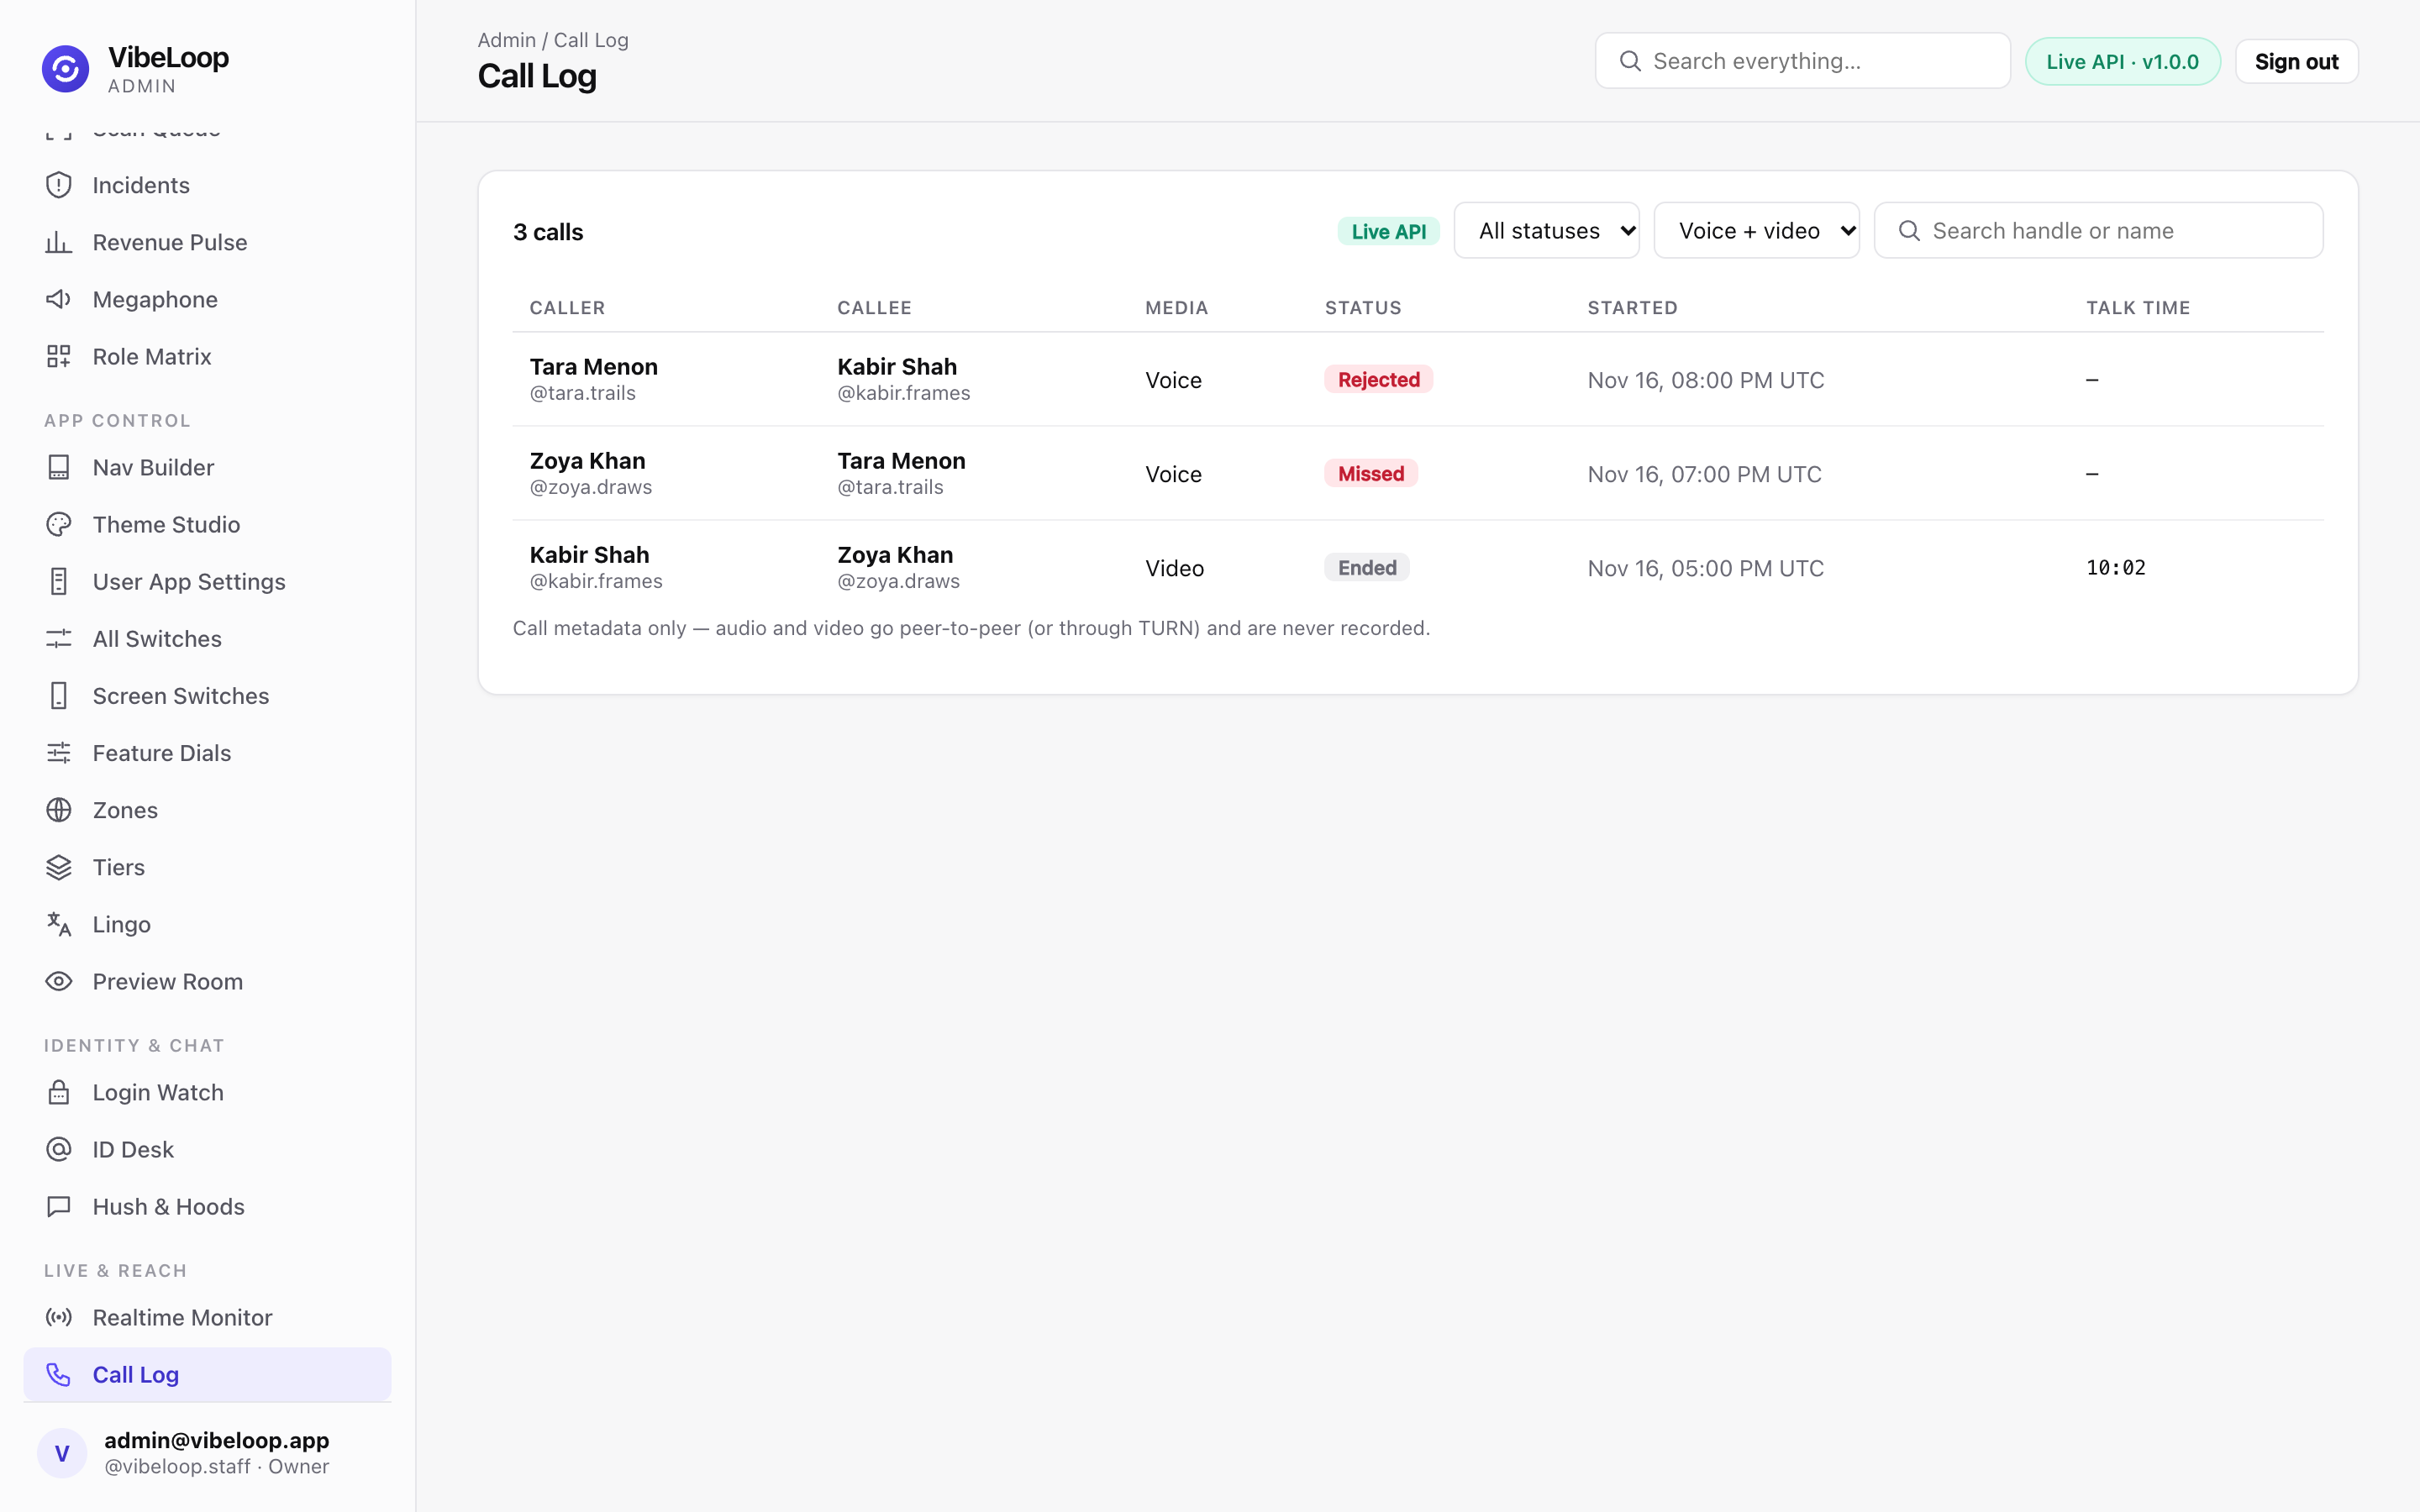 VibeLoop
ADMIN
Scan Queue
Incidents
Revenue Pulse
Megaphone
Role Matrix
APP CONTROL
Nav Builder
Theme Studio
User App Settings
All Switches
Screen Switches
Feature Dials
Zones
Tiers
Lingo
Preview Room
IDENTITY & CHAT
Login Watch
ID Desk
Hush & Hoods
LIVE & REACH
Realtime Monitor
Call Log
V
admin@vibeloop.app
@vibeloop.staff · Owner
Admin / Call Log
Call Log
Search everything...
Live API · v1.0.0
Sign out
3 calls
Live API
All statuses
Voice + video
Search handle or name
CALLER CALLEE MEDIA STATUS STARTED TALK TIME
Tara Menon Kabir Shah
@tara.trails @kabir.frames
Voice Rejected Nov 16, 08:00 PM UTC –
Zoya Khan Tara Menon
@zoya.draws @tara.trails
Voice Missed Nov 16, 07:00 PM UTC –
Kabir Shah Zoya Khan
@kabir.frames @zoya.draws
Video Ended Nov 16, 05:00 PM UTC 10:02
Call metadata only — audio and video go peer-to-peer (or through TURN) and are never recorded.